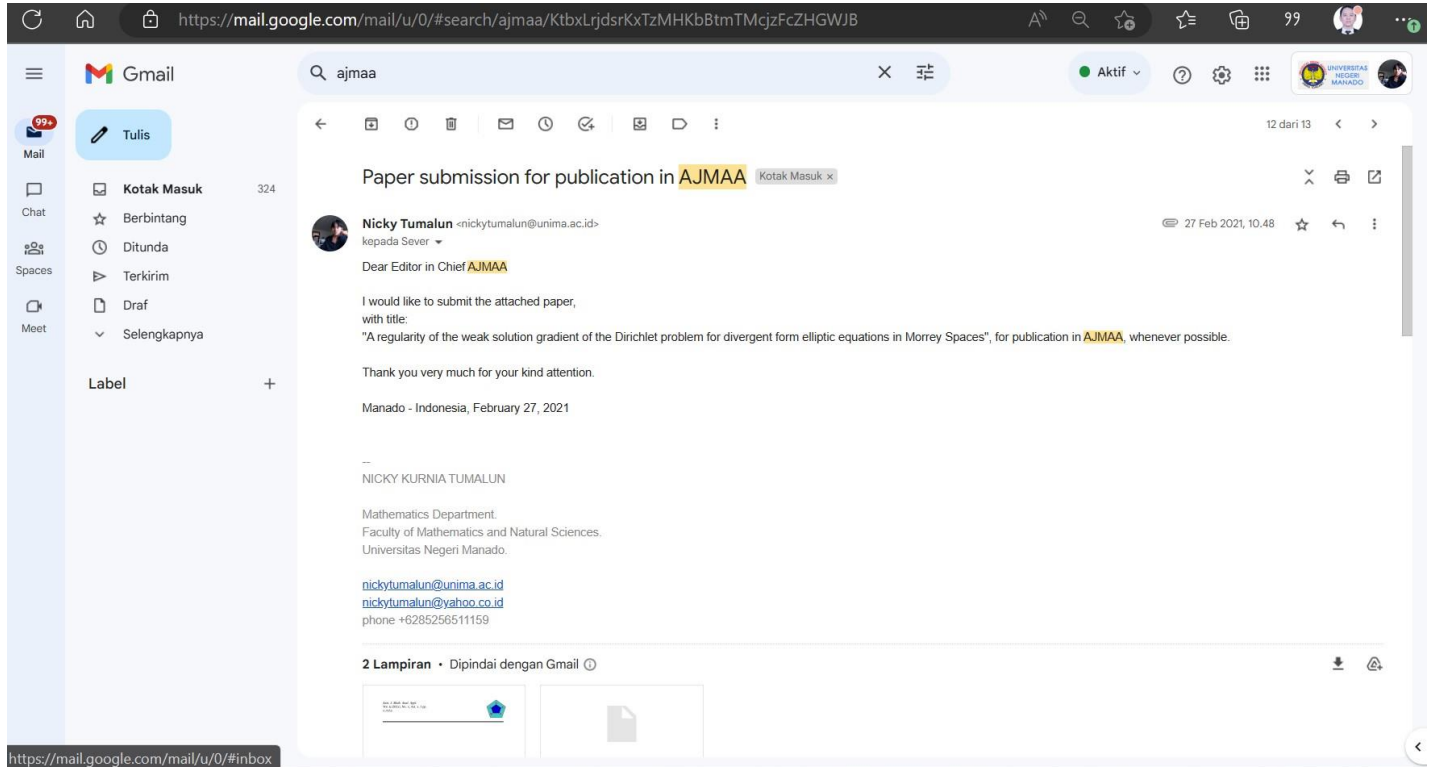 https://mail.google.com/mail/u/0/#search/ajmaa/KtbxLrjdsrKxTzMHKbBtmTMcjzFcZHGWJB
Gmail
ajmaa
Aktif
UNIVERSITAS
NEGERI
MANADO
99+
Mail
Chat
Spaces
Meet
Tulis
Kotak Masuk 324
Berbintang
Ditunda
Terkirim
Draf
Selengkapnya
Label +
12 dari 13
Paper submission for publication in AJMAA Kotak Masuk ×
Nicky Tumalun <nickytumalun@unima.ac.id> 27 Feb 2021, 10.48
kepada Sever
Dear Editor in Chief AJMAA
I would like to submit the attached paper,
with title:
"A regularity of the weak solution gradient of the Dirichlet problem for divergent form elliptic equations in Morrey Spaces", for publication in AJMAA, whenever possible.
Thank you very much for your kind attention.
Manado - Indonesia, February 27, 2021
--
NICKY KURNIA TUMALUN
Mathematics Department.
Faculty of Mathematics and Natural Sciences.
Universitas Negeri Manado.
nickytumalun@unima.ac.id
nickytumalun@yahoo.co.id
phone +6285256511159
2 Lampiran • Dipindai dengan Gmail
https://mail.google.com/mail/u/0/#inbox